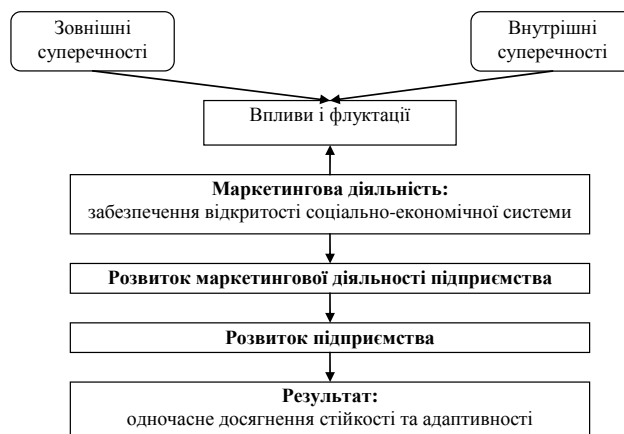 Зовнішні
суперечності
Внутрішні
суперечності
Впливи і флуктації
Маркетингова діяльність:
забезпечення відкритості соціально-економічної системи
Розвиток маркетингової діяльності підприємства
Розвиток підприємства
Результат:
одночасне досягнення стійкості та адаптивності